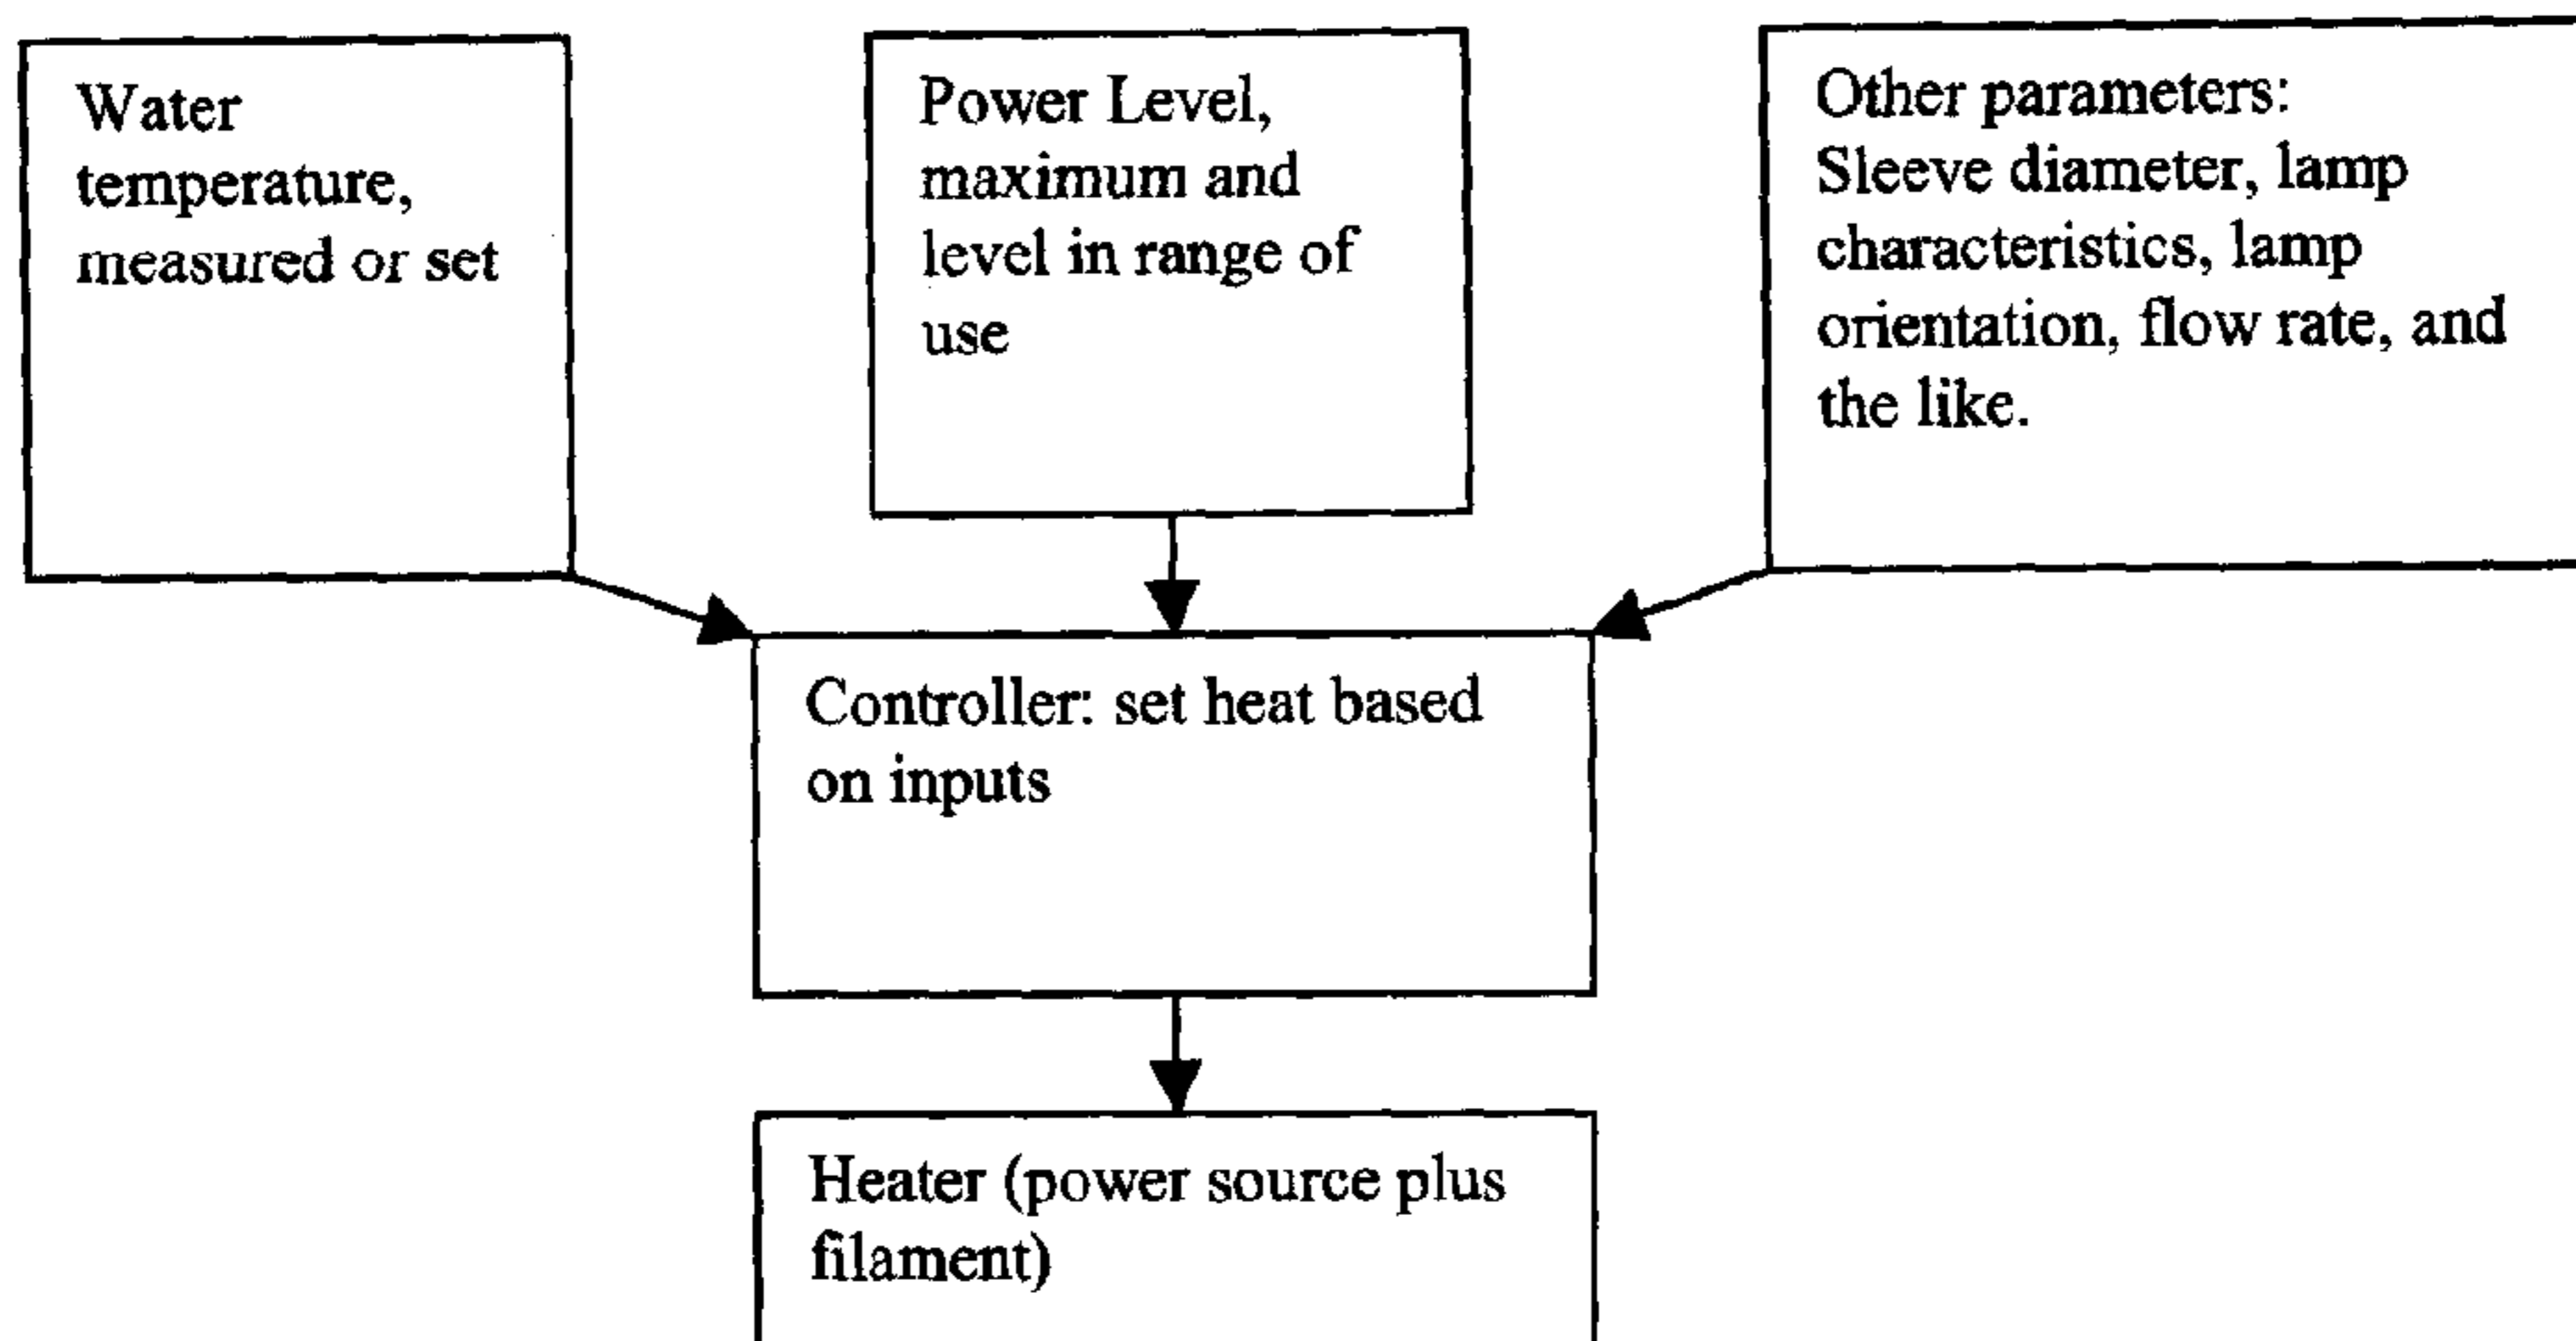 Water
temperature,
measured or set
Power Level,
maximum and
level in range of
use
Other parameters:
Sleeve diameter, lamp
characteristics, lamp
orientation, flow rate, and
the like.
Controller: set heat based
on inputs
Heater (power source plus
filament)